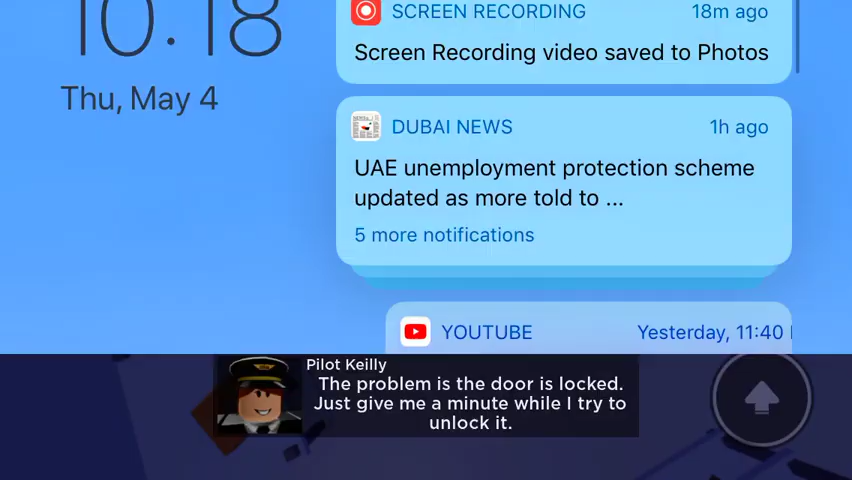 10:18
Thu, May 4
SCREEN RECORDING 18m ago
Screen Recording video saved to Photos
DUBAI NEWS 1h ago
UAE unemployment protection scheme
updated as more told to ...
5 more notifications
YOUTUBE Yesterday, 11:40
Pilot Keilly
The problem is the door is locked.
Just give me a minute while I try to
unlock it.